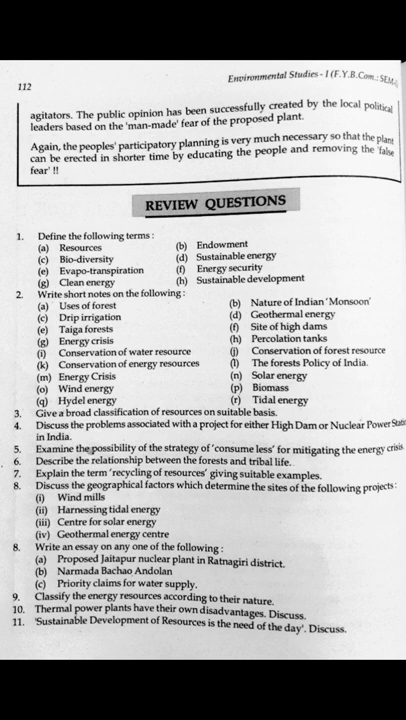 112
Environmental Studies - I (F.Y.B.Com.: SEM-
agitators. The public opinion has been successfully created by the local political
leaders based on the 'man-made' fear of the proposed plant.
Again, the peoples' participatory planning is very much necessary so that the plant
can be erected in shorter time by educating the people and removing the 'false
fear' !!
REVIEW QUESTIONS
1. Define the following terms :
(a) Resources (b) Endowment
(c) Bio-diversity (d) Sustainable energy
(e) Evapo-transpiration (f) Energy security
(g) Clean energy (h) Sustainable development
2. Write short notes on the following :
(a) Uses of forest (b) Nature of Indian 'Monsoon'
(c) Drip irrigation (d) Geothermal energy
(e) Taiga forests (f) Site of high dams
(g) Energy crisis (h) Percolation tanks
(i) Conservation of water resource (j) Conservation of forest resource
(k) Conservation of energy resources (l) The forests Policy of India.
(m) Energy Crisis (n) Solar energy
(o) Wind energy (p) Biomass
(q) Hydel energy (r) Tidal energy
3. Give a broad classification of resources on suitable basis.
4. Discuss the problems associated with a project for either High Dam or Nuclear Power
in India.
5. Examine the possibility of the strategy of 'consume less' for mitigating the energy crisis
6. Describe the relationship between the forests and tribal life.
7. Explain the term 'recycling of resources' giving suitable examples.
8. Discuss the geographical factors which determine the sites of the following projects:
(i) Wind mills
(ii) Harnessing tidal energy
(iii) Centre for solar energy
(iv) Geothermal energy centre
8. Write an essay on any one of the following :
(a) Proposed Jaitapur nuclear plant in Ratnagiri district.
(b) Narmada Bachao Andolan
(c) Priority claims for water supply.
9. Classify the energy resources according to their nature.
10. Thermal power plants have their own disadvantages. Discuss.
11. 'Sustainable Development of Resources is the need of the day'. Discuss.